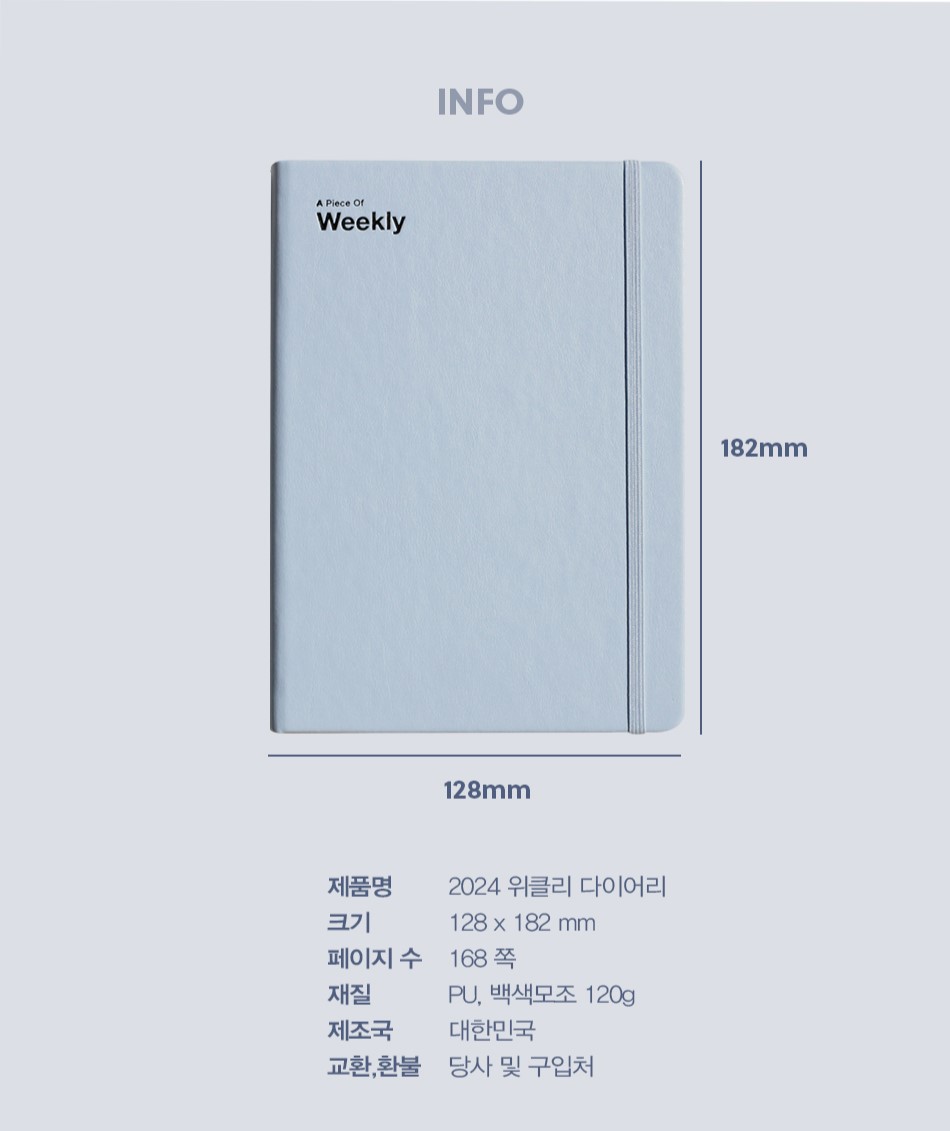 INFO
A Piece Of
Weekly
182mm
128mm
제품명 2024 위클리 다이어리
크기 128 x 182 mm
페이지 수 168 쪽
재질 PU, 백색모조 120g
제조국 대한민국
교환,환불 당사 및 구입처